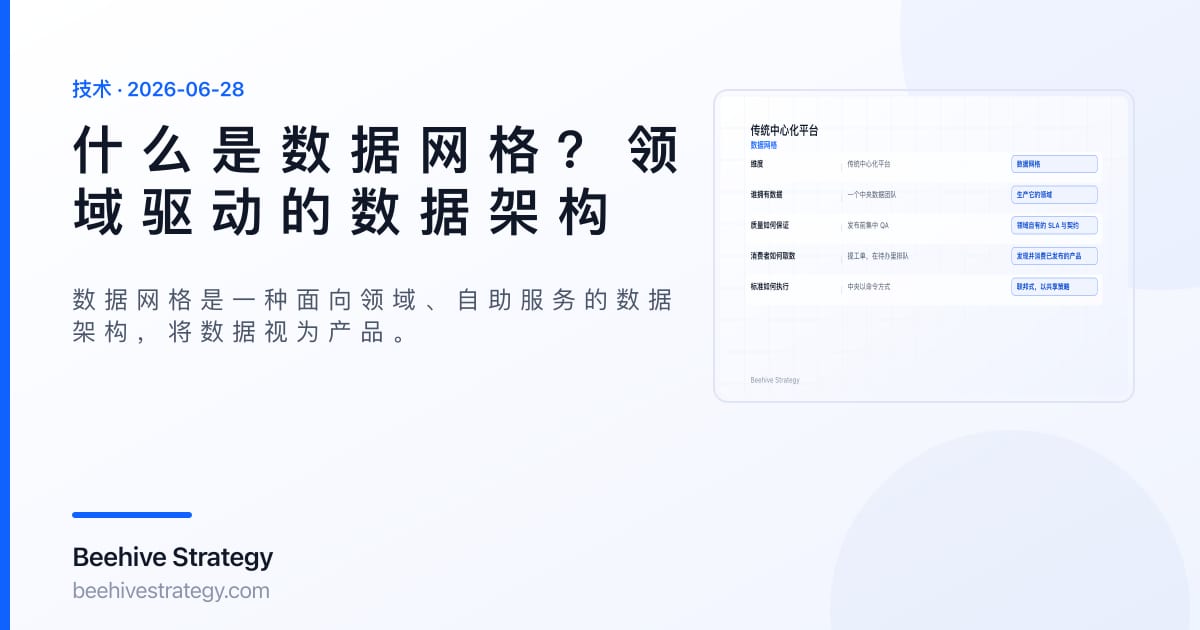 技术 · 2026-06-28
什么是数据网格？领
域驱动的数据架构
数据网格是一种面向领域、自助服务的数据
架构，将数据视为产品。
Beehive Strategy
beehivestrategy.com
传统中心化平台
数据网格
维度 传统中心化平台 数据网格
谁拥有数据 一个中央数据团队 生产它的领域
质量如何保证 发布前集中 QA 领域自有的 SLA 与契约
消费者如何取数 提工单，在待办里排队 发现并消费已发布的产品
标准如何执行 中央以命令方式 联邦式，以共享策略
Beehive Strategy